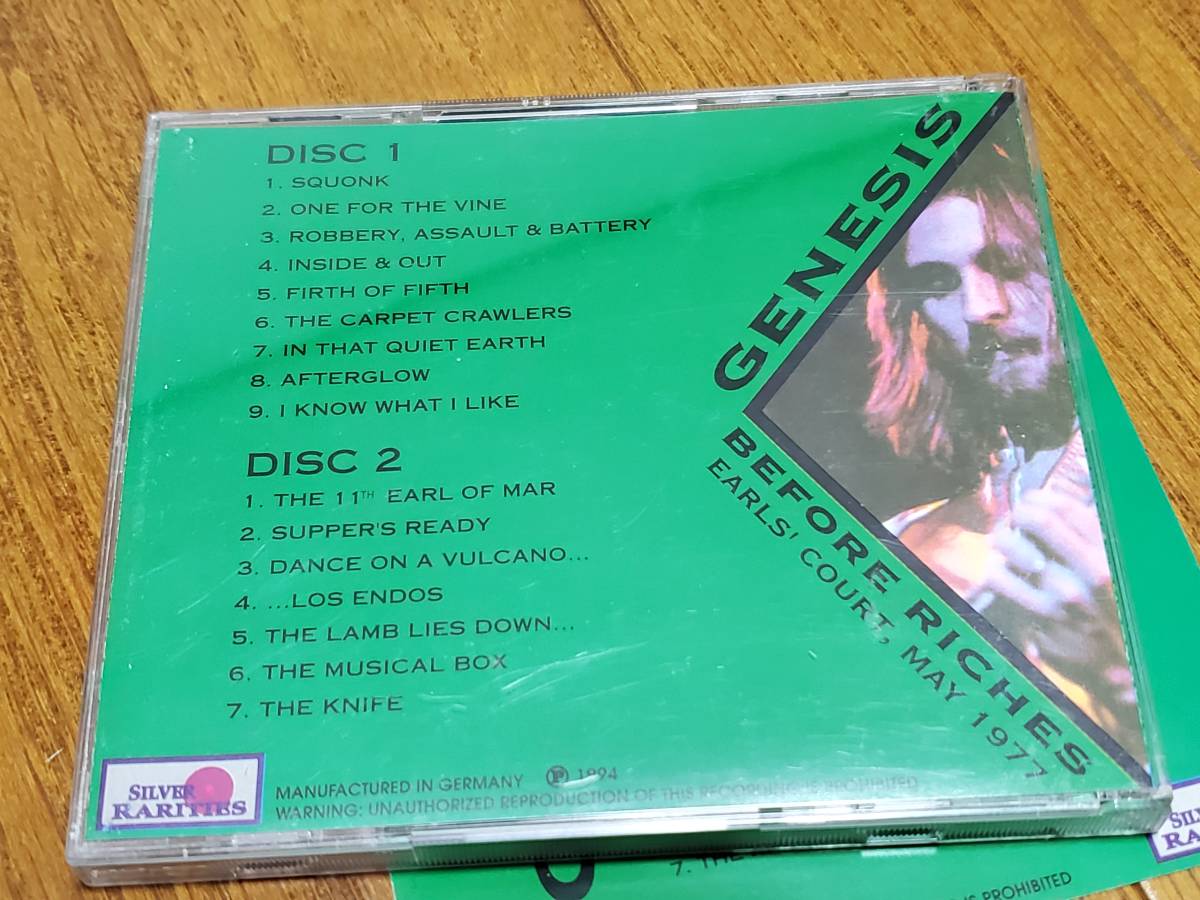 DISC 1
1. SQUONK
2. ONE FOR THE VINE
3. ROBBERY, ASSAULT & BATTERY
4. INSIDE & OUT
5. FIRTH OF FIFTH
6. THE CARPET CRAWLERS
7. IN THAT QUIET EARTH
8. AFTERGLOW
9. I KNOW WHAT I LIKE
DISC 2
1. THE 11TH EARL OF MAR
2. SUPPER'S READY
3. DANCE ON A VULCANO...
4. ...LOS ENDOS
5. THE LAMB LIES DOWN...
6. THE MUSICAL BOX
7. THE KNIFE
GENESIS
BEFORE RICHES
EARLS' COURT, MAY 1977
SILVER
RARITIES
MANUFACTURED IN GERMANY Ⓟ 1994
WARNING: UNAUTHORIZED REPRODUCTION OF THIS RECORDING IS PROHIBITED
7. THE
IS PROHIBITED